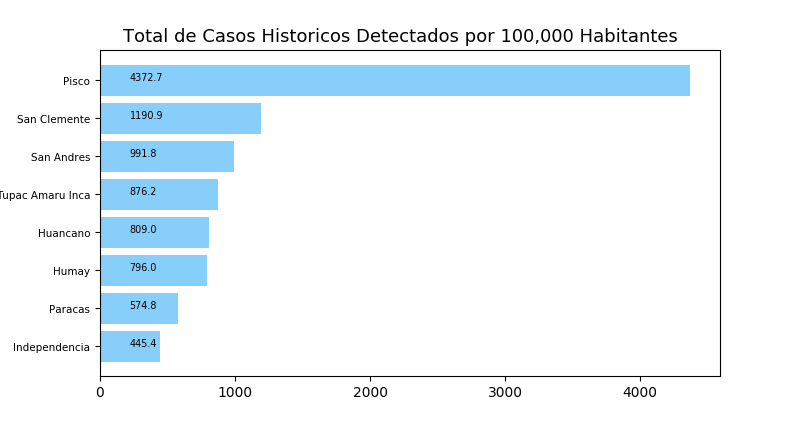 Total de Casos Historicos Detectados por 100,000 Habitantes
Pisco 4372.7
San Clemente 1190.9
San Andres 991.8
Tupac Amaru Inca 876.2
Huancano 809.0
Humay 796.0
Paracas 574.8
Independencia 445.4
0 1000 2000 3000 4000